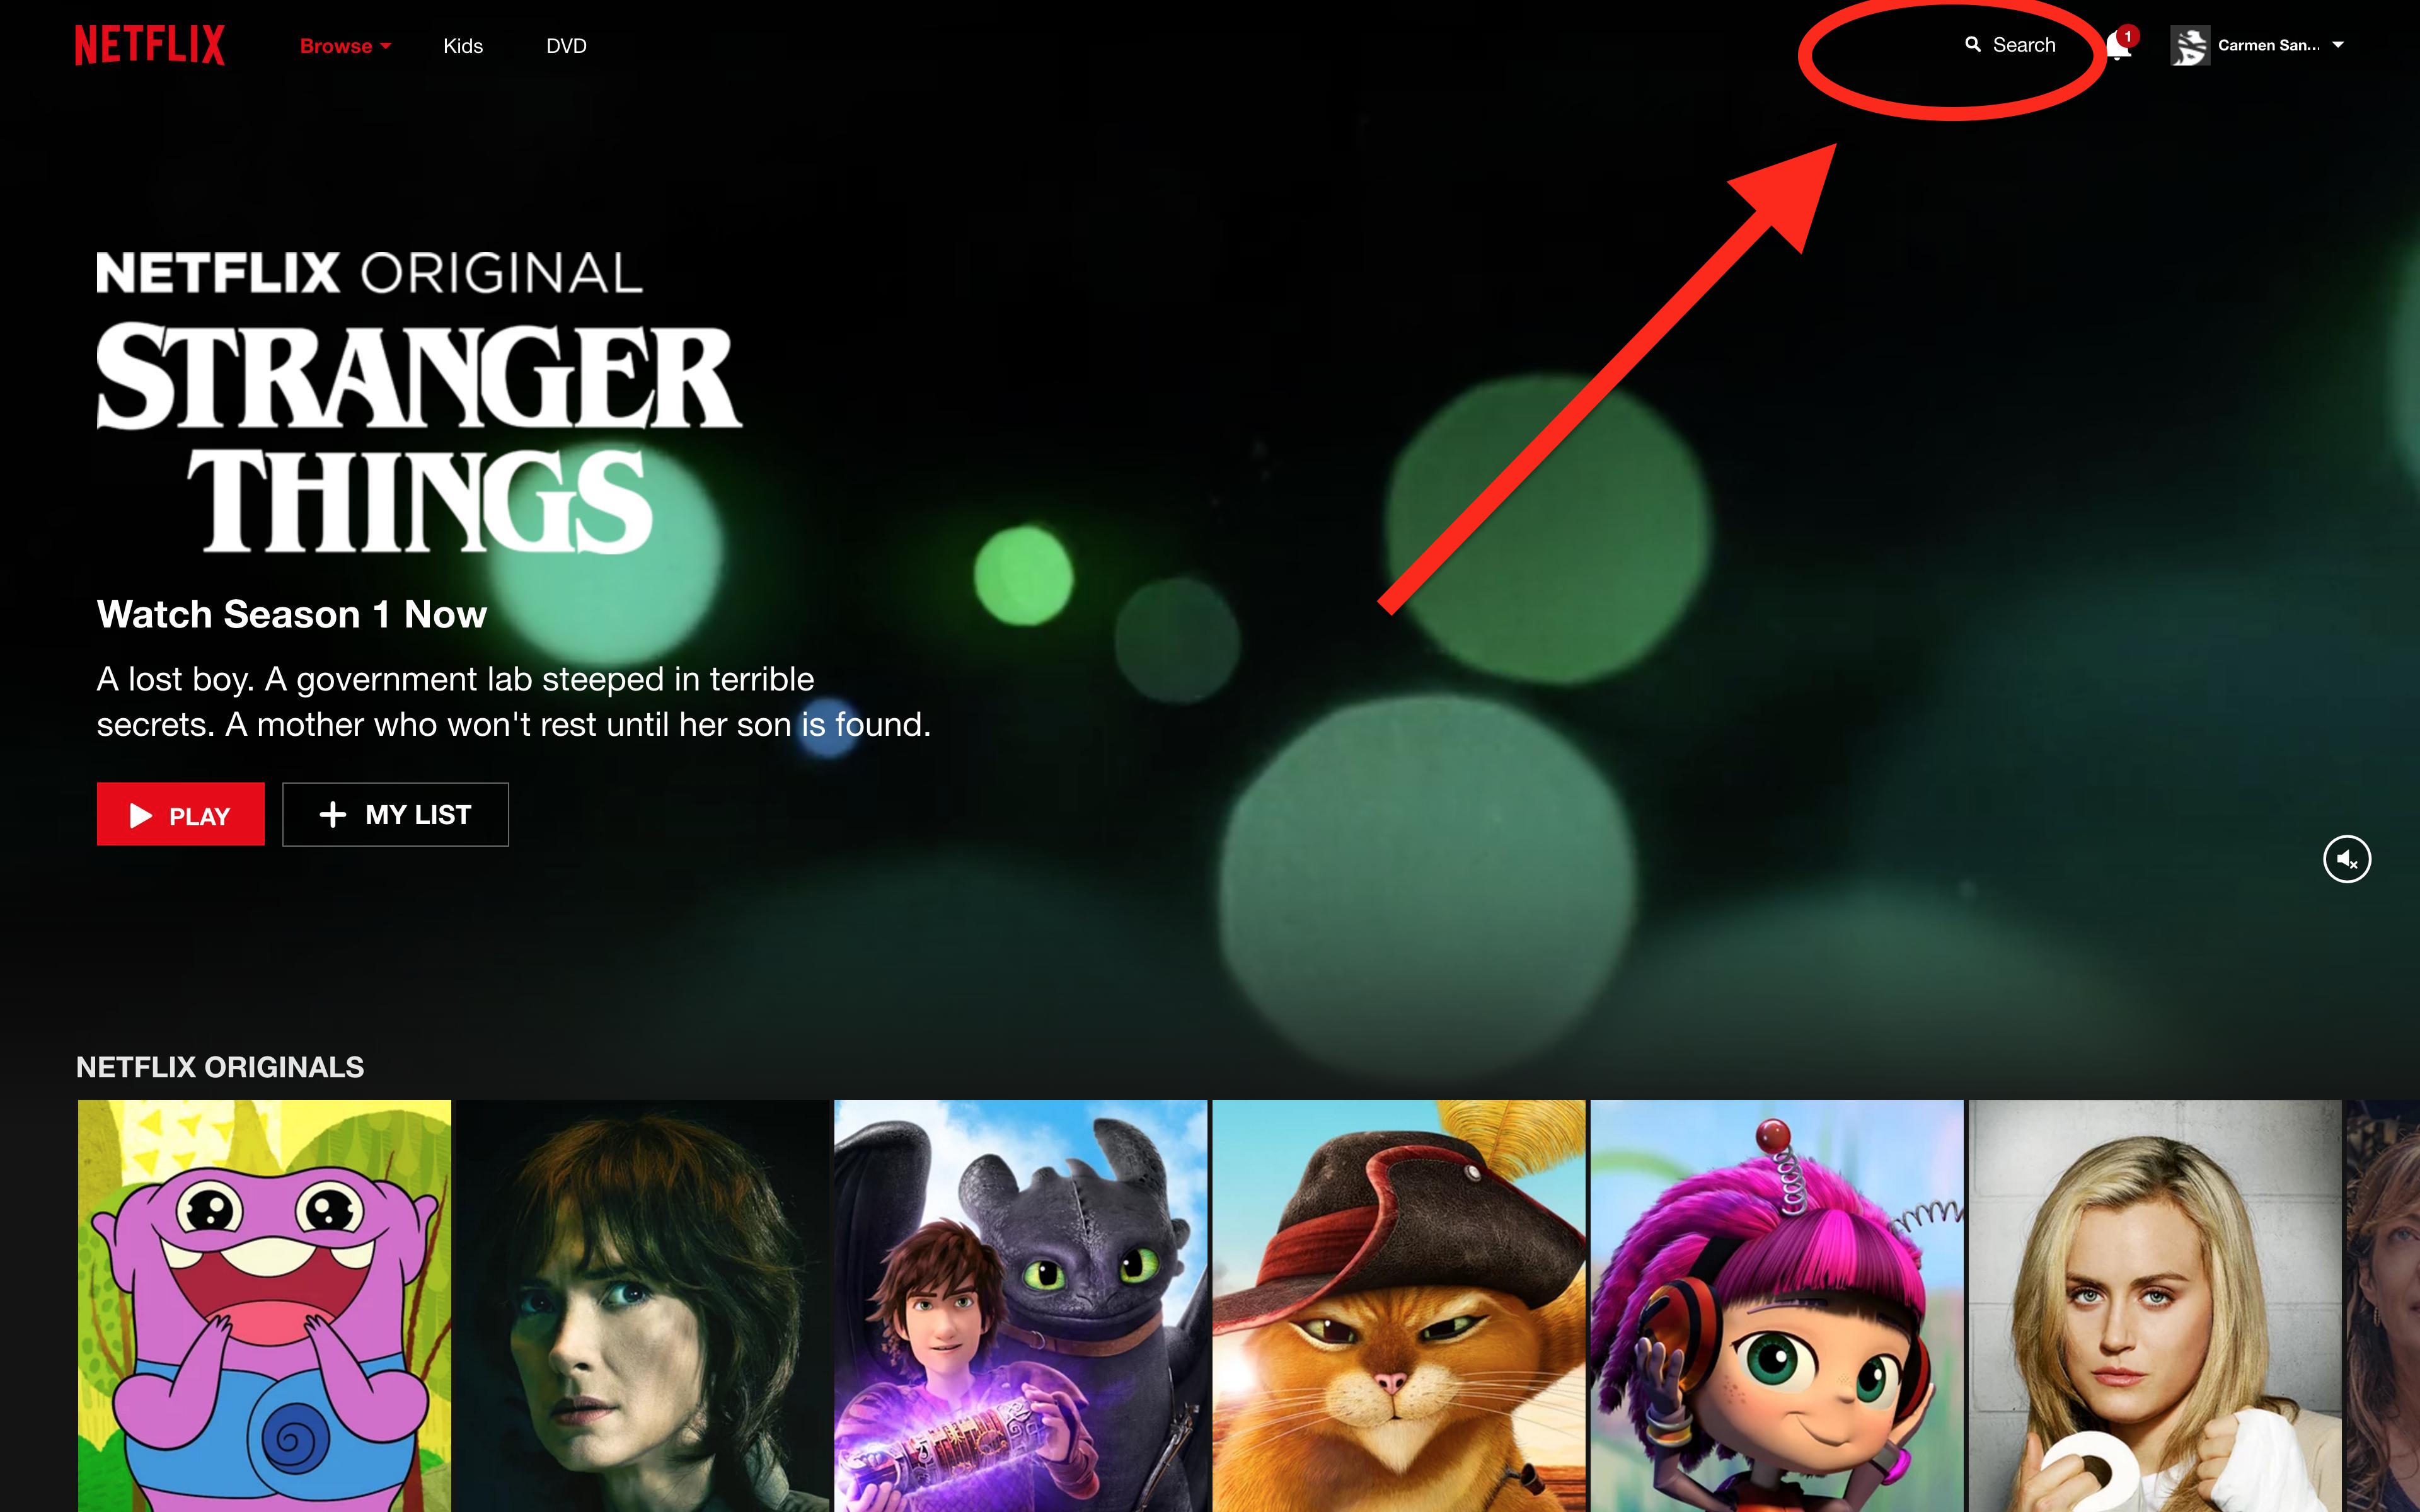 NETFLIX
Browse
Kids
DVD
Search
1
Carmen San...
NETFLIX ORIGINAL
STRANGER
THINGS
Watch Season 1 Now
A lost boy. A government lab steeped in terrible
secrets. A mother who won't rest until her son is found.
PLAY
MY LIST
NETFLIX ORIGINALS